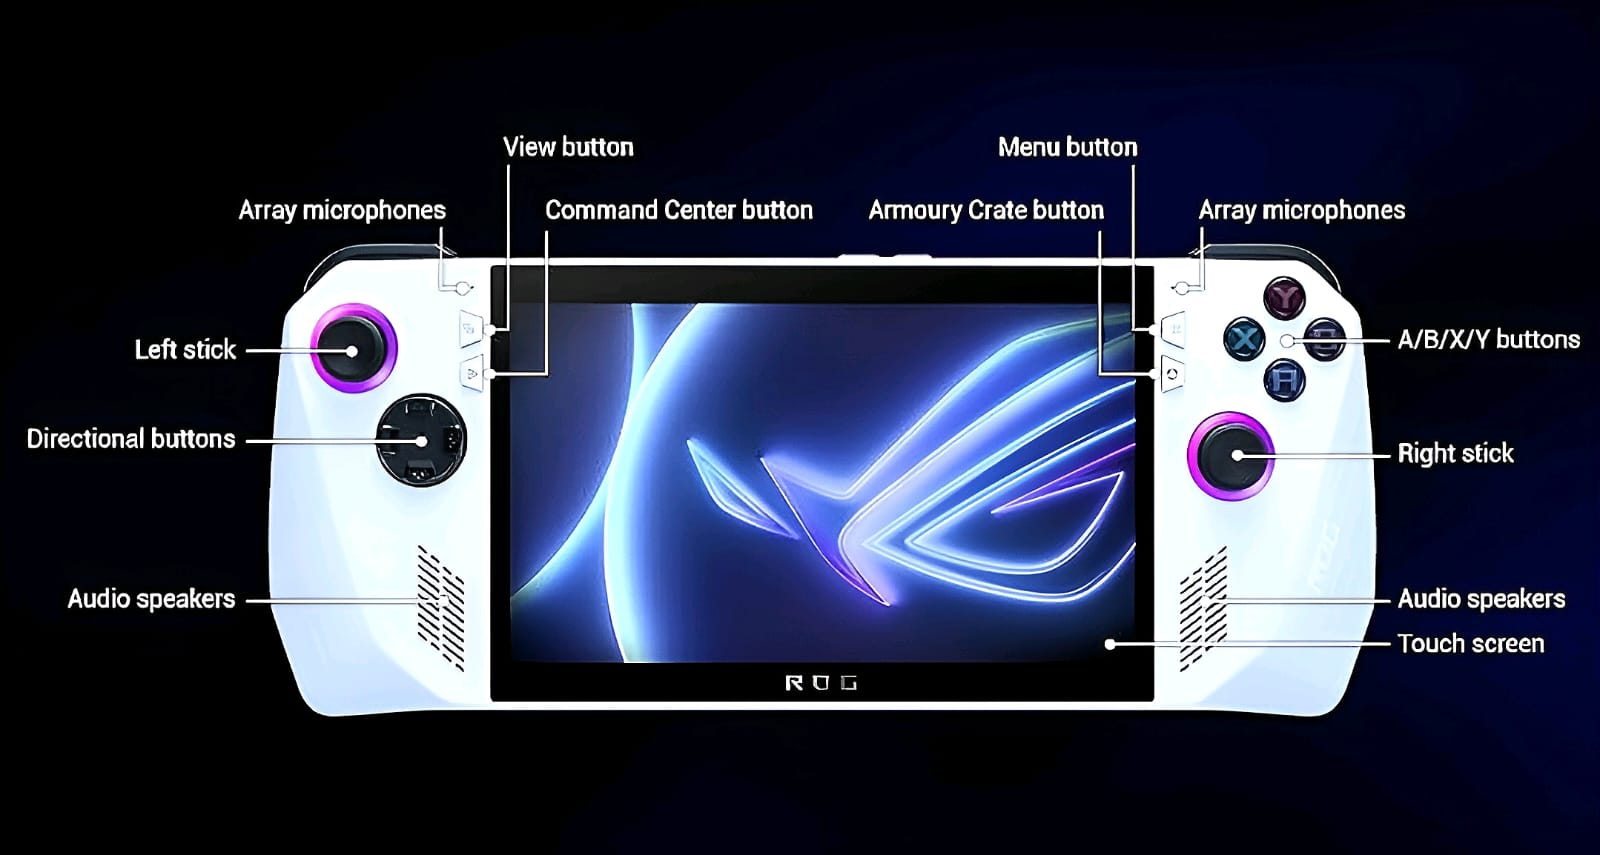 View button
Menu button
Array microphones
Command Center button
Armoury Crate button
Array microphones
Left stick
Y
X
A/B/X/Y buttons
A
Directional buttons
Right stick
Audio speakers
Audio speakers
Touch screen
ROG